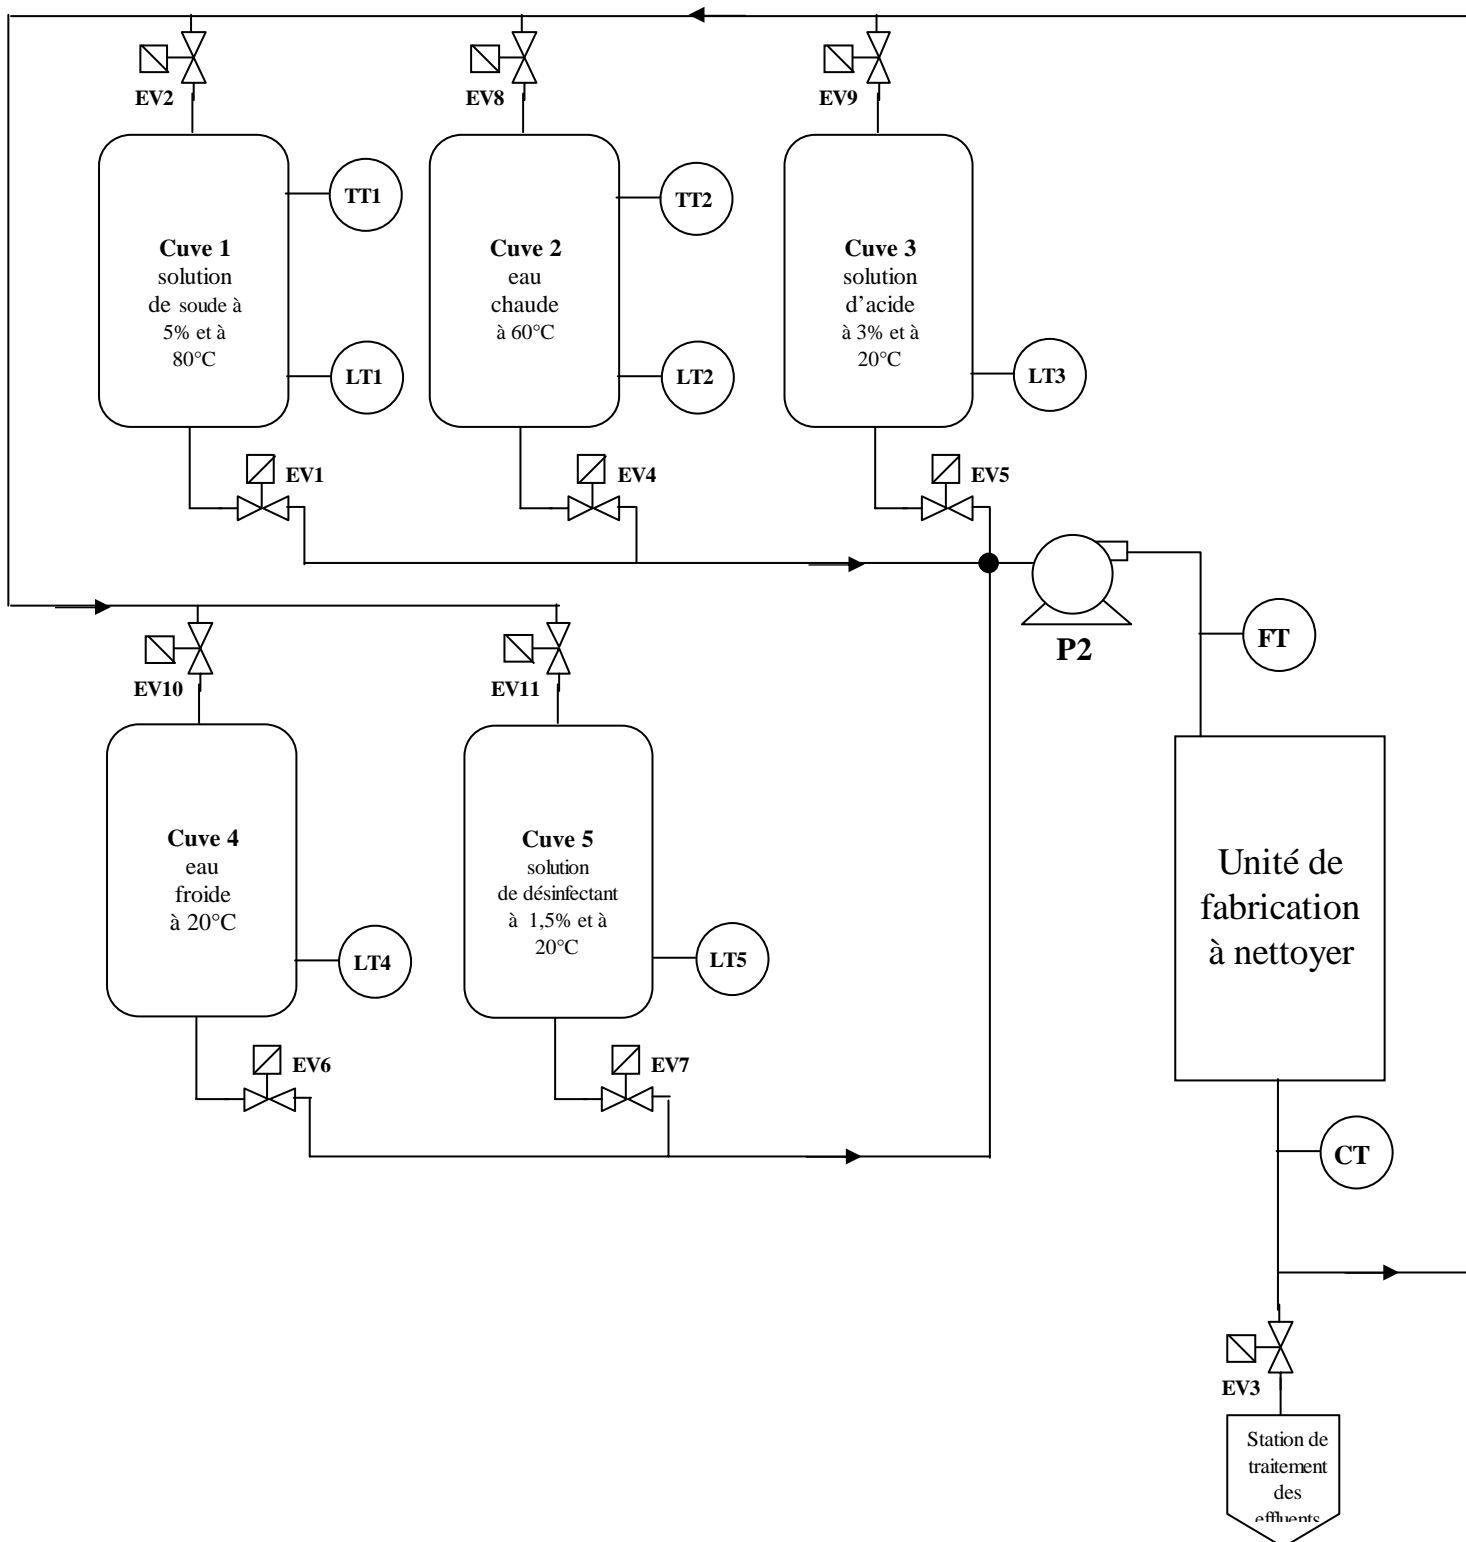 EV2
EV8
EV9
Cuve 1
solution
de soude à
5% et à
80°C
TT1
LT1
Cuve 2
eau
chaude
à 60°C
TT2
LT2
Cuve 3
solution
d’acide
à 3% et à
20°C
LT3
EV1
EV4
EV5
P2
FT
EV10
EV11
Cuve 4
eau
froide
à 20°C
LT4
Cuve 5
solution
de désinfectant
à 1,5% et à
20°C
LT5
Unité de
fabrication
à nettoyer
EV6
EV7
CT
EV3
Station de
traitement
des
effluents